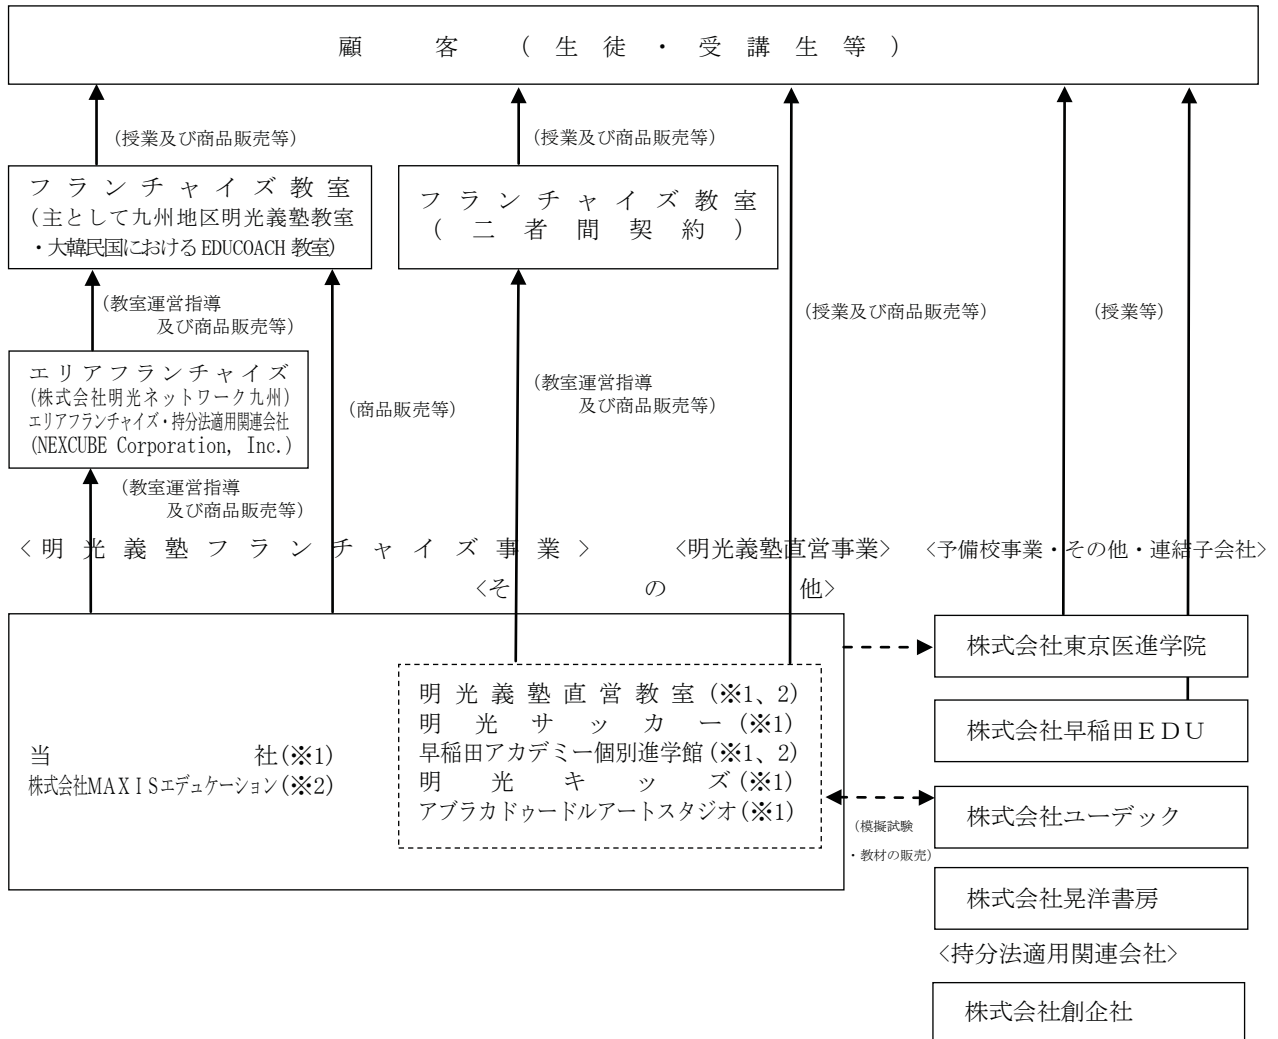 顧客(生徒・受講生等)
(授業及び商品販売等)
(授業及び商品販売等)
フランチャイズ教室
(主として九州地区明光義塾教室
・大韓民国におけるEDUCOACH教室)
フランチャイズ教室
(二者間契約)
(教室運営指導
及び商品販売等)
(授業及び商品販売等)
(授業等)
エリアフランチャイズ
(株式会社明光ネットワーク九州)
エリアフランチャイズ・持分法適用関連会社
(NEXCUBE Corporation, Inc.)
(商品販売等)
(教室運営指導
及び商品販売等)
(教室運営指導
及び商品販売等)
<明光義塾フランチャイズ事業>
<明光義塾直営事業>
<予備校事業・その他・連結子会社>
<その他>
当社(※1)
株式会社MAXISエデュケーション(※2)
明光義塾直営教室(※1、2)
明光サッカー(※1)
早稲田アカデミー個別進学館(※1、2)
明光キッズ(※1)
アブラカドゥードルアートスタジオ(※1)
株式会社東京医進学院
株式会社早稲田EDU
株式会社ユーデック
(模擬試験
・教材の販売)
株式会社晃洋書房
<持分法適用関連会社>
株式会社創企社